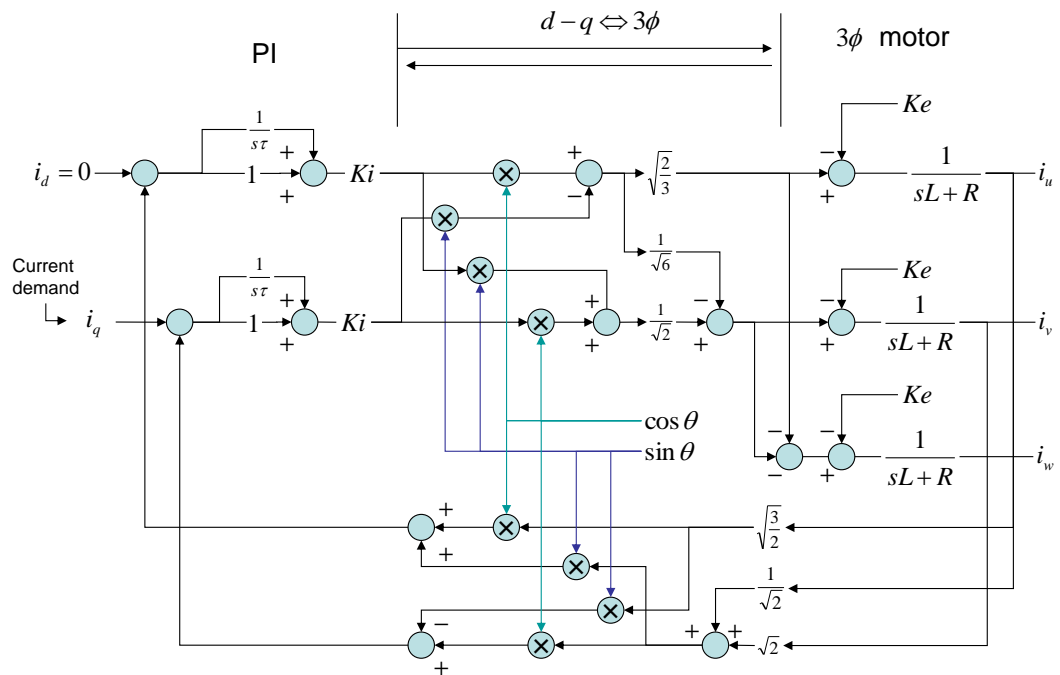 d − q ⇔ 3ϕ
PI
3ϕ motor
Ke
1/sτ
+
+
−
i_d = 0
1
+
Ki
×
−
√(2/3)
+
1/(sL + R)
i_u
×
Current demand
1/sτ
×
1/√6
Ke
+
+
−
−
i_q
1
+
Ki
×
+
1/√2
+
+
1/(sL + R)
i_v
Ke
cos θ
−
−
sin θ
−
+
1/(sL + R)
i_w
+
+
×
√(3/2)
×
1/√2
×
−
+
+
+
×
√2